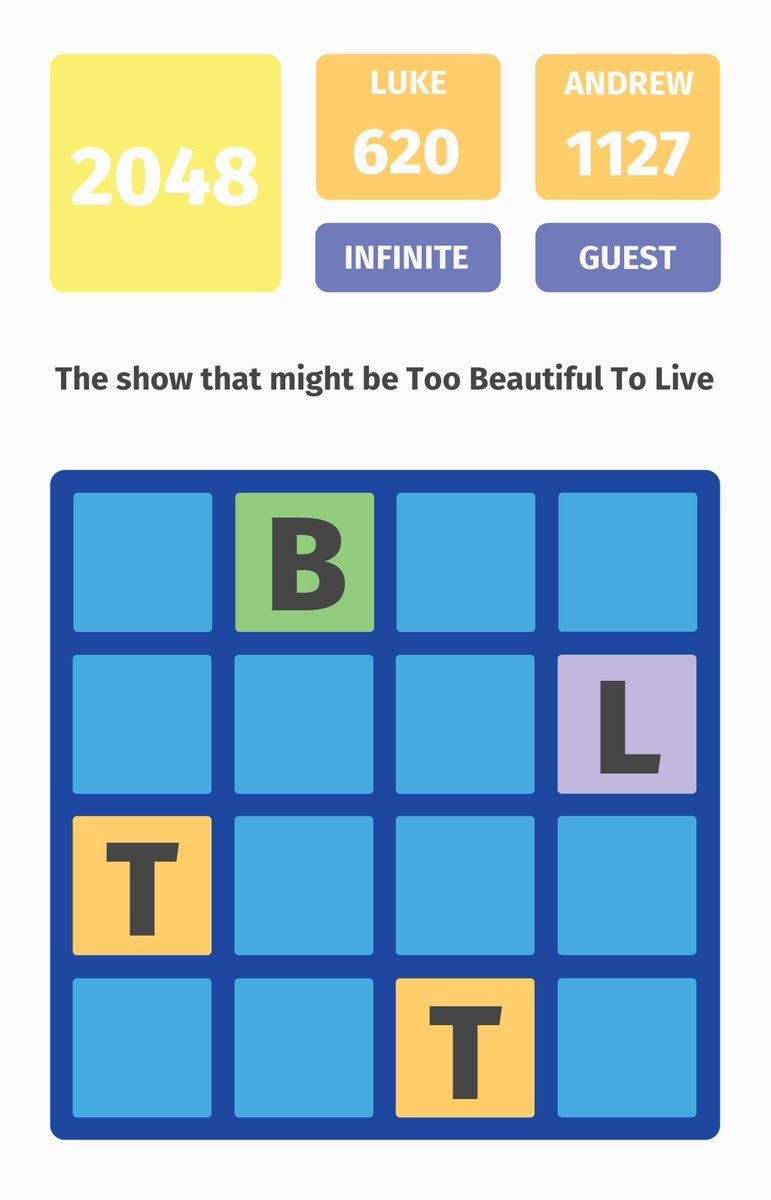 2048
LUKE
620
ANDREW
1127
INFINITE
GUEST
The show that might be Too Beautiful To Live
B
L
T
T